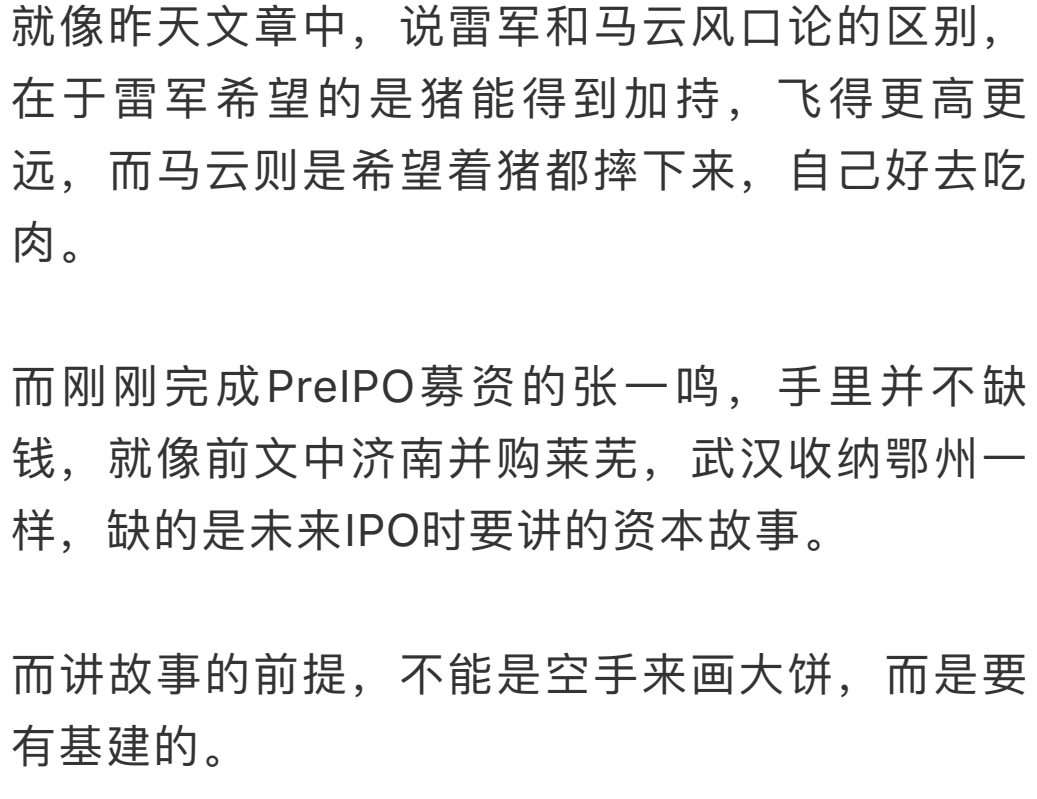 就像昨天文章中，说雷军和马云风口论的区别，
在于雷军希望的是猪能得到加持，飞得更高更
远，而马云则是希望着猪都摔下来，自己好去吃
肉。
而刚刚完成PreIPO募资的张一鸣，手里并不缺
钱，就像前文中济南并购莱芜，武汉收纳鄂州一
样，缺的是未来IPO时要讲的资本故事。
而讲故事的前提，不能是空手来画大饼，而是要
有基建的。